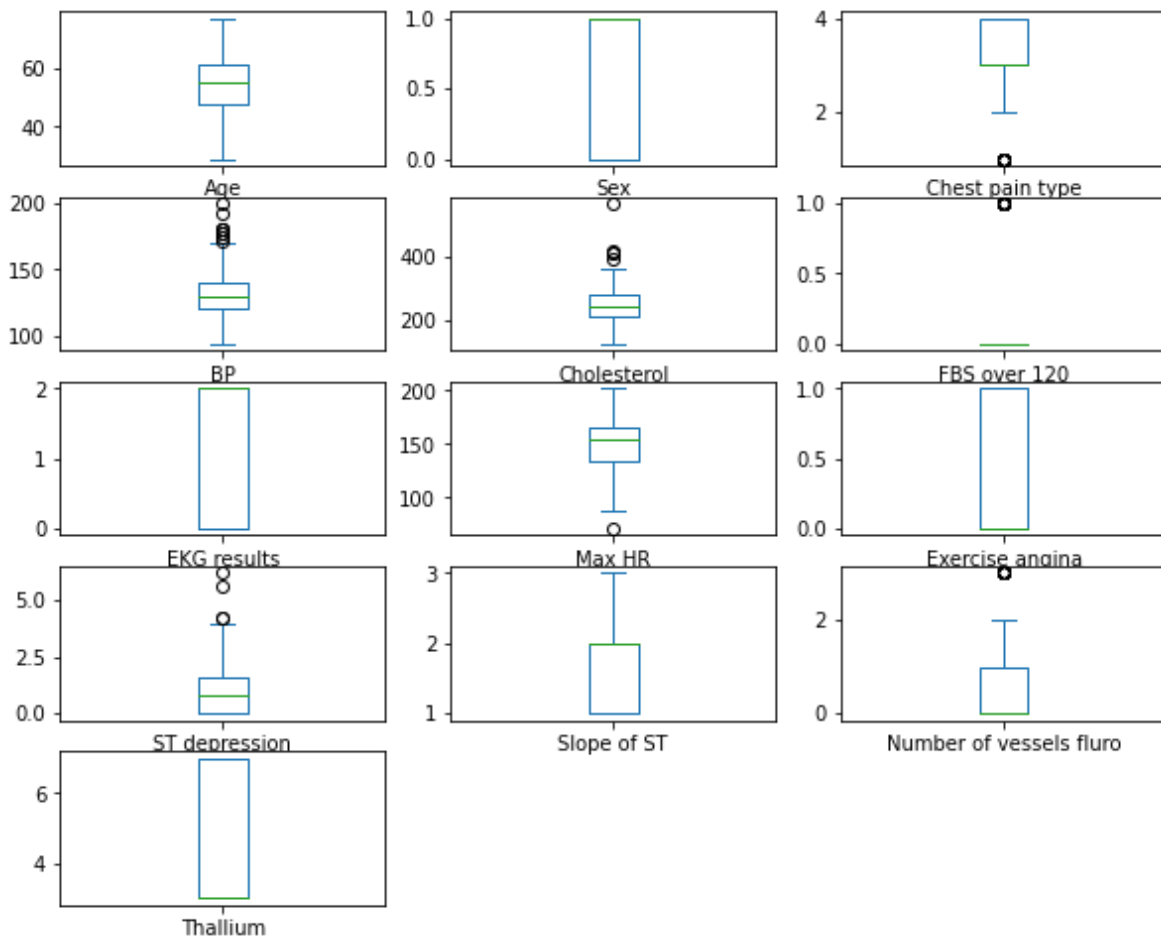 60
40
Age
1.0
0.5
0.0
Sex
4
2
Chest pain type
200
150
100
BP
400
200
Cholesterol
1.0
0.5
0.0
FBS over 120
2
1
0
EKG results
200
150
100
Max HR
1.0
0.5
0.0
Exercise angina
5.0
2.5
0.0
ST depression
3
2
1
Slope of ST
2
0
Number of vessels fluro
6
4
Thallium